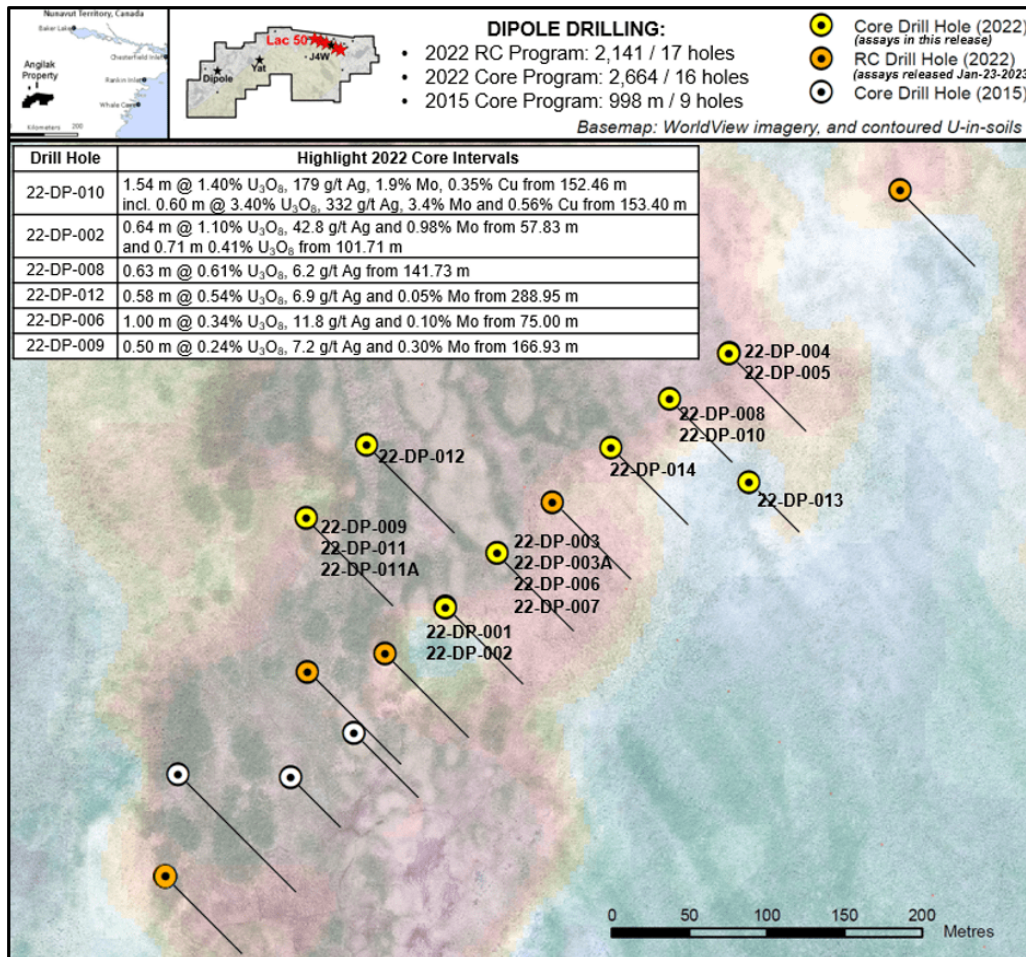 Nunavut Territory, Canada
Baker Lake
Chesterfield Inlet
Angilak
Property
Rankin Inlet
Whale Cove
Kilometers 200
Lac 50
J4W
Yat
Dipole
DIPOLE DRILLING:
• 2022 RC Program: 2,141 / 17 holes
• 2022 Core Program: 2,664 / 16 holes
• 2015 Core Program: 998 m / 9 holes
Basemap: WorldView imagery, and contoured U-in-soils
Core Drill Hole (2022)
(assays in this release)
RC Drill Hole (2022)
(assays released Jan-23-2023)
Core Drill Hole (2015)
Drill Hole Highlight 2022 Core Intervals
22-DP-010 1.54 m @ 1.40% U₃O₈, 179 g/t Ag, 1.9% Mo, 0.35% Cu from 152.46 m
incl. 0.60 m @ 3.40% U₃O₈, 332 g/t Ag, 3.4% Mo and 0.56% Cu from 153.40 m
22-DP-002 0.64 m @ 1.10% U₃O₈, 42.8 g/t Ag and 0.98% Mo from 57.83 m
and 0.71 m 0.41% U₃O₈ from 101.71 m
22-DP-008 0.63 m @ 0.61% U₃O₈, 6.2 g/t Ag from 141.73 m
22-DP-012 0.58 m @ 0.54% U₃O₈, 6.9 g/t Ag and 0.05% Mo from 288.95 m
22-DP-006 1.00 m @ 0.34% U₃O₈, 11.8 g/t Ag and 0.10% Mo from 75.00 m
22-DP-009 0.50 m @ 0.24% U₃O₈, 7.2 g/t Ag and 0.30% Mo from 166.93 m
22-DP-004
22-DP-005
22-DP-008
22-DP-010
22-DP-012
22-DP-014
22-DP-013
22-DP-009
22-DP-011
22-DP-011A
22-DP-003
22-DP-003A
22-DP-006
22-DP-007
22-DP-001
22-DP-002
0 50 100 150 200
Metres